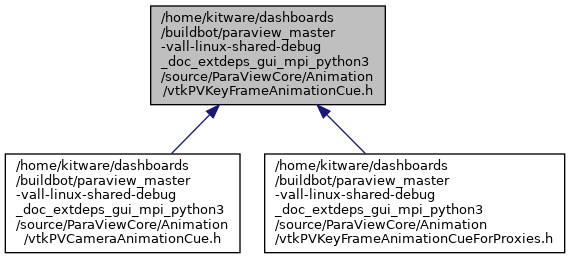 /home/kitware/dashboards
/buildbot/paraview_master
-vall-linux-shared-debug
_doc_extdeps_gui_mpi_python3
/source/ParaViewCore/Animation
/vtkPVKeyFrameAnimationCue.h
/home/kitware/dashboards
/buildbot/paraview_master
-vall-linux-shared-debug
_doc_extdeps_gui_mpi_python3
/source/ParaViewCore/Animation
/vtkPVCameraAnimationCue.h
/home/kitware/dashboards
/buildbot/paraview_master
-vall-linux-shared-debug
_doc_extdeps_gui_mpi_python3
/source/ParaViewCore/Animation
/vtkPVKeyFrameAnimationCueForProxies.h